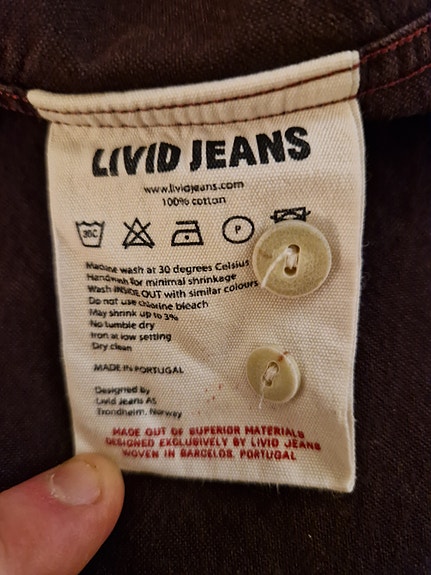 LIVID JEANS
www.lividjeans.com
100% cotton
30C
P
Machine wash at 30 degrees Celsius
Handwash for minimal shrinkage
Wash INSIDE OUT with similar colours
Do not use chlorine bleach
May shrink up to 3%
No tumble dry
Iron at low setting
Dry clean
MADE IN PORTUGAL
Designed by
Livid Jeans AS
Trondheim, Norway
MADE OUT OF SUPERIOR MATERIALS
DESIGNED EXCLUSIVELY BY LIVID JEANS
WOVEN IN BARCELOS, PORTUGAL